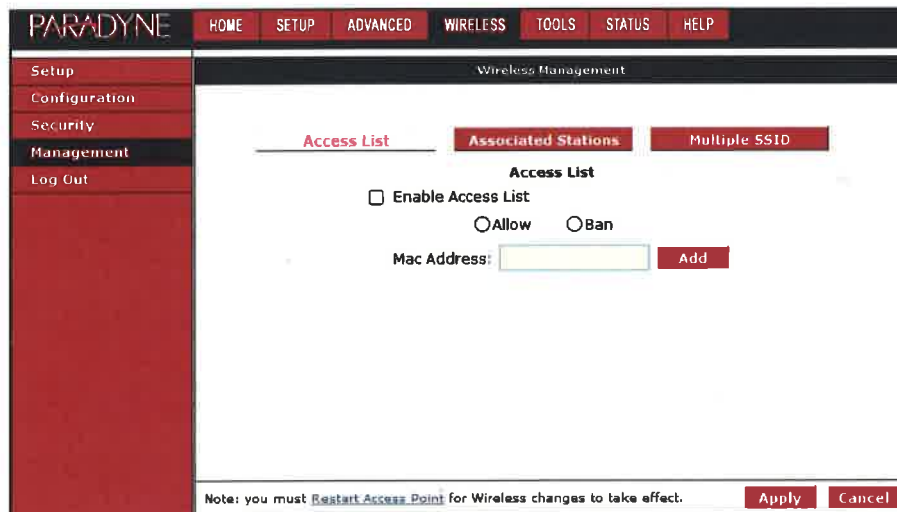 PARADYNE HOME SETUP ADVANCED WIRELESS TOOLS STATUS HELP
Setup
Configuration
Security
Management
Log Out
Wireless Management
Access List Associated Stations Multiple SSID
Access List
Enable Access List
Allow Ban
Mac Address: Add
Note: you must Restart Access Point for Wireless changes to take effect. Apply Cancel